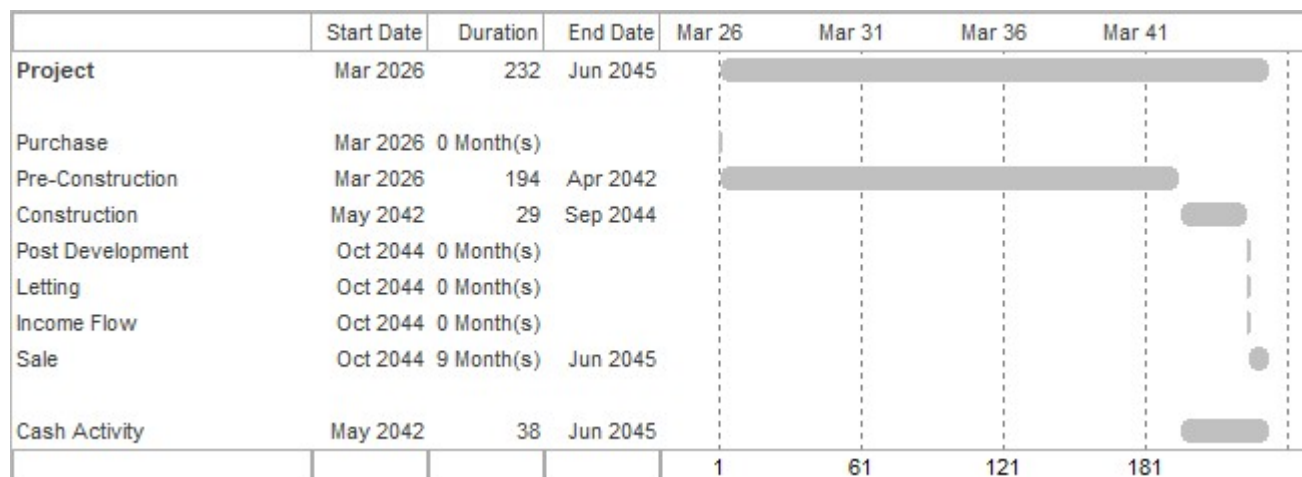 Start Date Duration End Date Mar 26 Mar 31 Mar 36 Mar 41
Project Mar 2026 232 Jun 2045
Purchase Mar 2026 0 Month(s)
Pre-Construction Mar 2026 194 Apr 2042
Construction May 2042 29 Sep 2044
Post Development Oct 2044 0 Month(s)
Letting Oct 2044 0 Month(s)
Income Flow Oct 2044 0 Month(s)
Sale Oct 2044 9 Month(s) Jun 2045
Cash Activity May 2042 38 Jun 2045
1 61 121 181